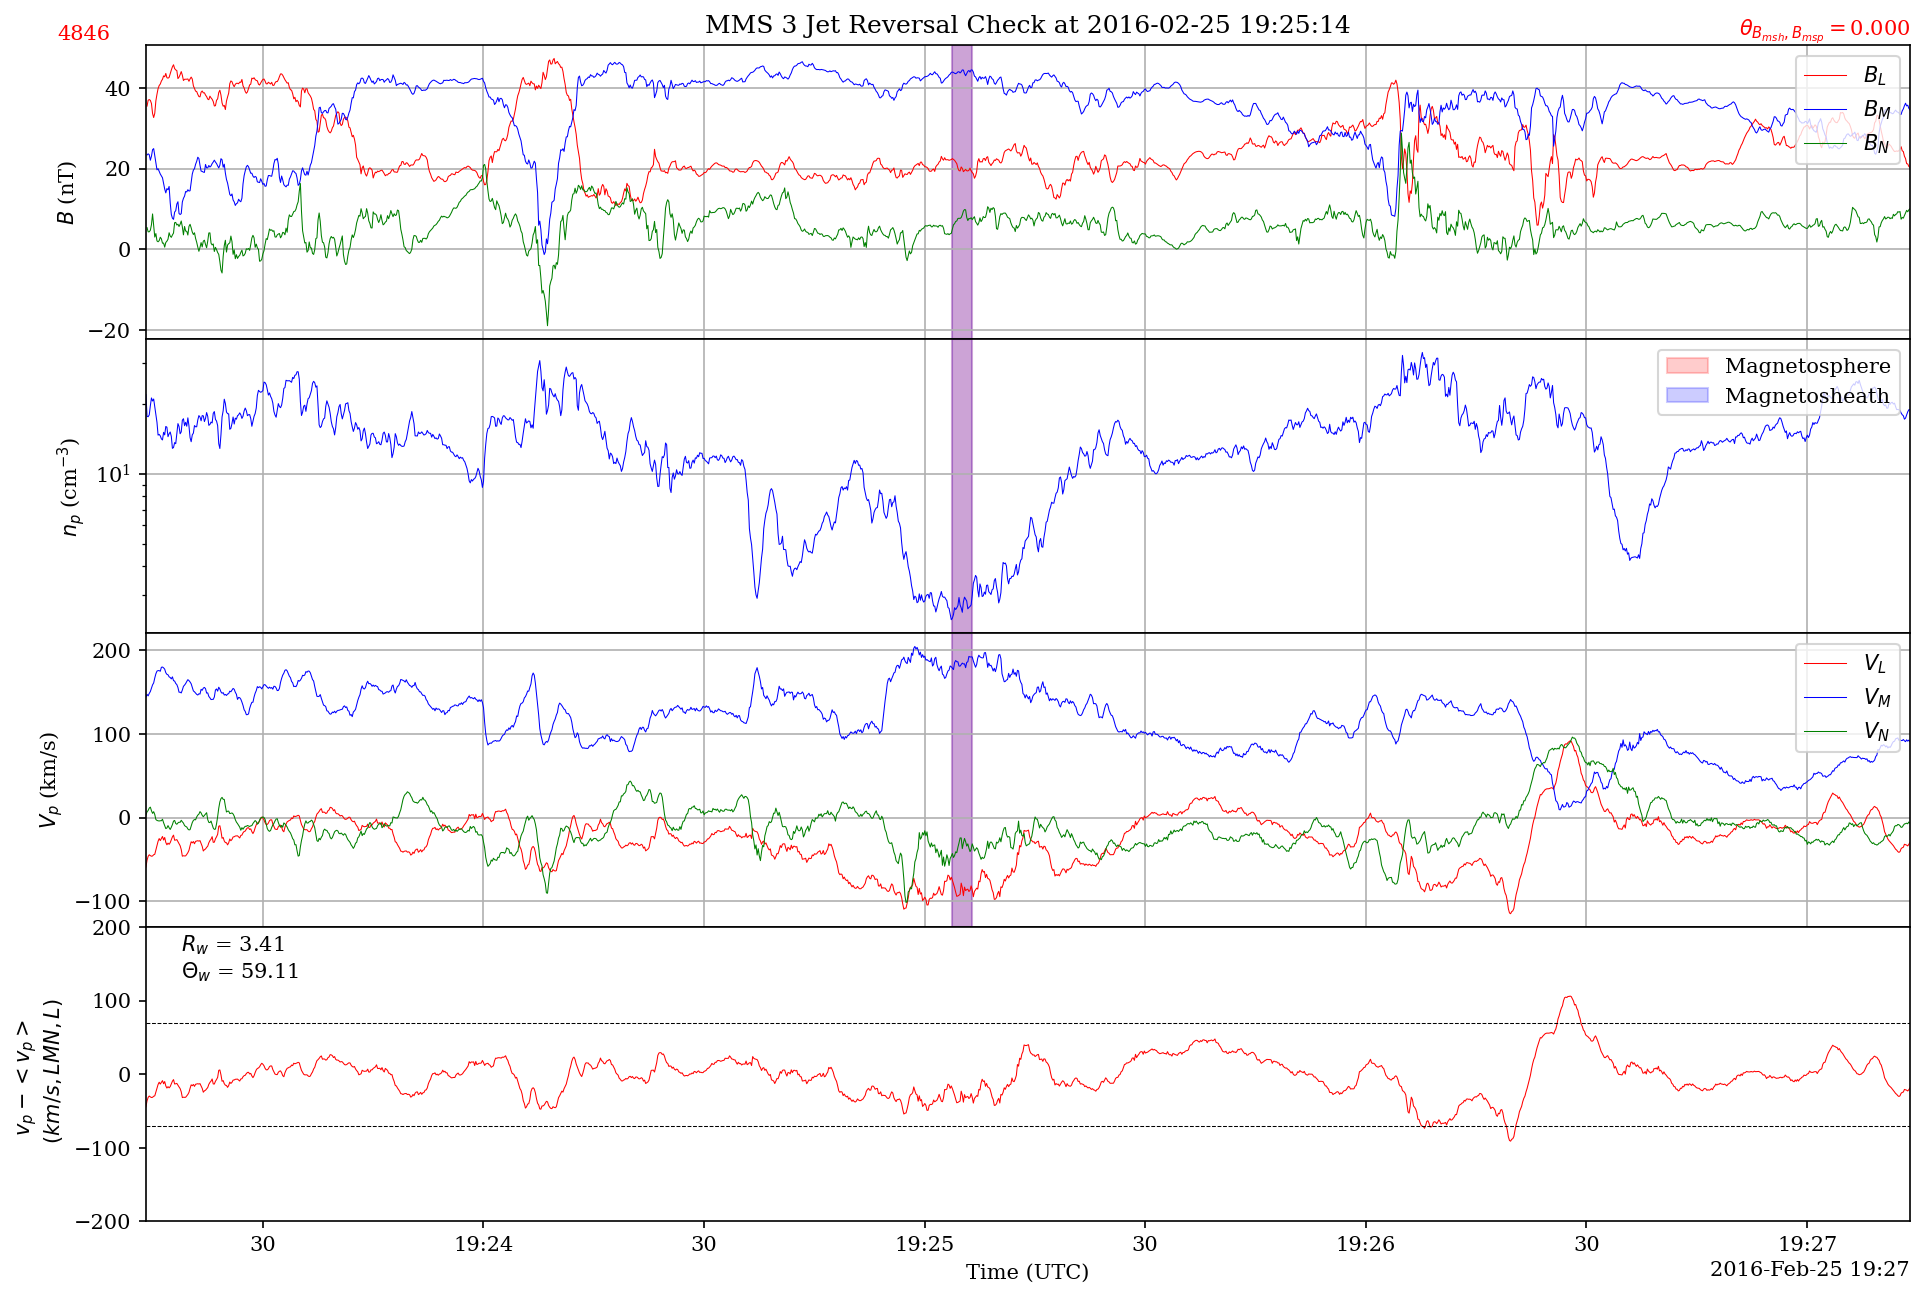 4846
MMS 3 Jet Reversal Check at 2016-02-25 19:25:14
θ_{B_{msh}, B_{msp}} = 0.000
40
20
0
−20
B (nT)
B_L
B_M
B_N
10^1
n_p (cm^{−3})
Magnetosphere
Magnetosheath
200
100
0
−100
V_p (km/s)
V_L
V_M
V_N
200
100
0
−100
−200
v_p − < v_p >
(km/s, LMN, L)
R_w = 3.41
Θ_w = 59.11
30
19:24
30
19:25
30
19:26
30
19:27
Time (UTC)
2016-Feb-25 19:27